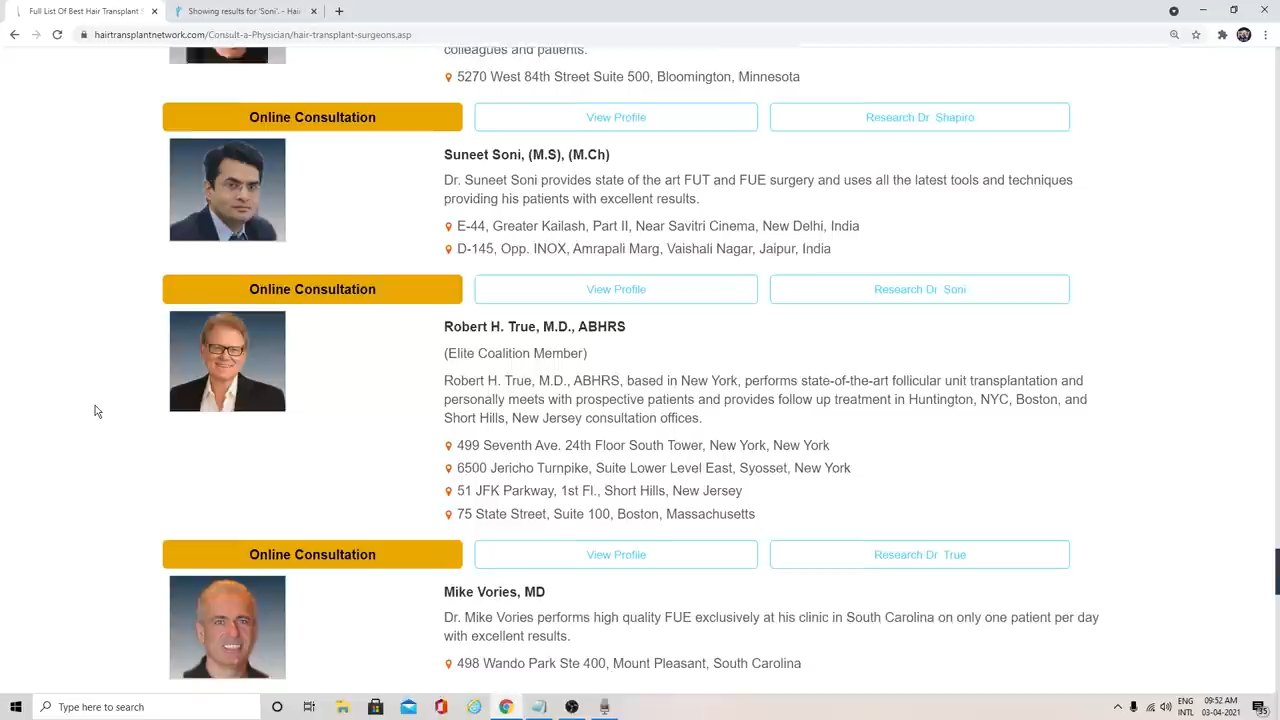 Full List Of Best Hair Transplant S
Showing results for 'Soni'. - Hai
hairtransplantnetwork.com/Consult-a-Physician/hair-transplant-surgeons.asp
colleagues and patients.
5270 West 84th Street Suite 500, Bloomington, Minnesota
Online Consultation
View Profile
Research Dr Shapiro
Suneet Soni, (M.S), (M.Ch)
Dr. Suneet Soni provides state of the art FUT and FUE surgery and uses all the latest tools and techniques
providing his patients with excellent results.
E-44, Greater Kailash, Part II, Near Savitri Cinema, New Delhi, India
D-145, Opp. INOX, Amrapali Marg, Vaishali Nagar, Jaipur, India
Online Consultation
View Profile
Research Dr Soni
Robert H. True, M.D., ABHRS
(Elite Coalition Member)
Robert H. True, M.D., ABHRS, based in New York, performs state-of-the-art follicular unit transplantation and
personally meets with prospective patients and provides follow up treatment in Huntington, NYC, Boston, and
Short Hills, New Jersey consultation offices.
499 Seventh Ave. 24th Floor South Tower, New York, New York
6500 Jericho Turnpike, Suite Lower Level East, Syosset, New York
51 JFK Parkway, 1st Fl., Short Hills, New Jersey
75 State Street, Suite 100, Boston, Massachusetts
Online Consultation
View Profile
Research Dr True
Mike Vories, MD
Dr. Mike Vories performs high quality FUE exclusively at his clinic in South Carolina on only one patient per day
with excellent results.
498 Wando Park Ste 400, Mount Pleasant, South Carolina
Type here to search
ENG
INTL
09:52 AM
03-04-2021